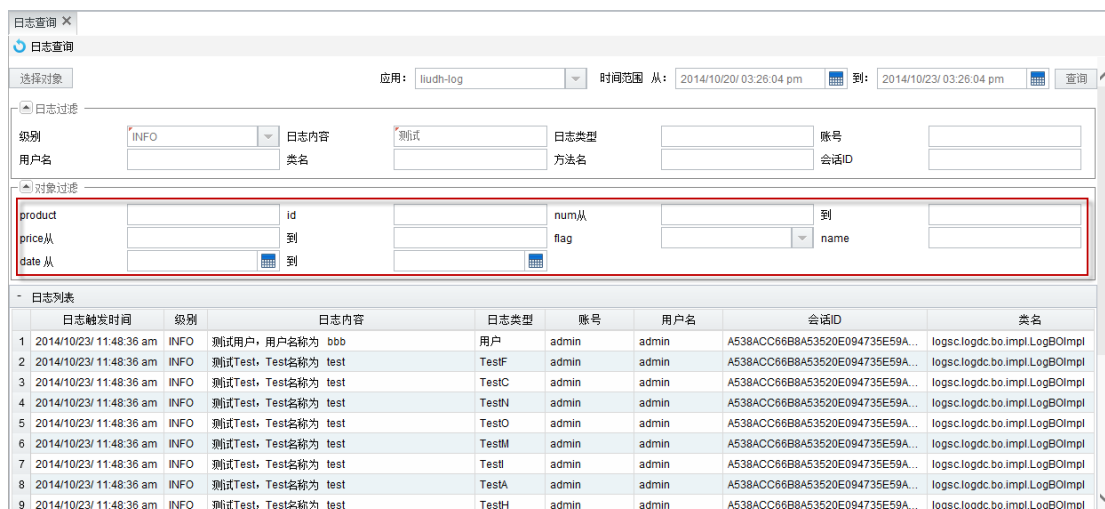 日志查询 ×
日志查询
选择对象 应用： liudh-log 时间范围 从： 2014/10/20/ 03:26:04 pm 到： 2014/10/23/ 03:26:04 pm 查询
日志过滤
级别 INFO 日志内容 测试 日志类型 账号
用户名 类名 方法名 会话ID
对象过滤
product id num从 到
price从 到 flag name
date 从 到
- 日志列表
日志触发时间 级别 日志内容 日志类型 账号 用户名 会话ID 类名
1 2014/10/23/ 11:48:36 am INFO 测试用户，用户名称为 bbb 用户 admin admin A538ACC66B8A53520E094735E59A... logsc.logdc.bo.impl.LogBOImpl
2 2014/10/23/ 11:48:36 am INFO 测试Test，Test名称为 test TestF admin admin A538ACC66B8A53520E094735E59A... logsc.logdc.bo.impl.LogBOImpl
3 2014/10/23/ 11:48:36 am INFO 测试Test，Test名称为 test TestC admin admin A538ACC66B8A53520E094735E59A... logsc.logdc.bo.impl.LogBOImpl
4 2014/10/23/ 11:48:36 am INFO 测试Test，Test名称为 test TestN admin admin A538ACC66B8A53520E094735E59A... logsc.logdc.bo.impl.LogBOImpl
5 2014/10/23/ 11:48:36 am INFO 测试Test，Test名称为 test TestO admin admin A538ACC66B8A53520E094735E59A... logsc.logdc.bo.impl.LogBOImpl
6 2014/10/23/ 11:48:36 am INFO 测试Test，Test名称为 test TestM admin admin A538ACC66B8A53520E094735E59A... logsc.logdc.bo.impl.LogBOImpl
7 2014/10/23/ 11:48:36 am INFO 测试Test，Test名称为 test TestI admin admin A538ACC66B8A53520E094735E59A... logsc.logdc.bo.impl.LogBOImpl
8 2014/10/23/ 11:48:36 am INFO 测试Test，Test名称为 test TestA admin admin A538ACC66B8A53520E094735E59A... logsc.logdc.bo.impl.LogBOImpl
9 2014/10/23/ 11:48:36 am INFO 测试Test，Test名称为 test TestH admin admin A538ACC66B8A53520E094735E59A... logsc.logdc.bo.impl.LogBOImpl